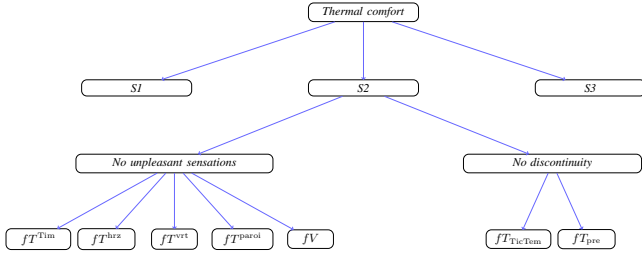 Thermal comfort
S1 S2 S3
No unpleasant sensations No discontinuity
fT^Tim fT^hrz fT^vrt fT^paroi fV fT_TicTem fT_pre